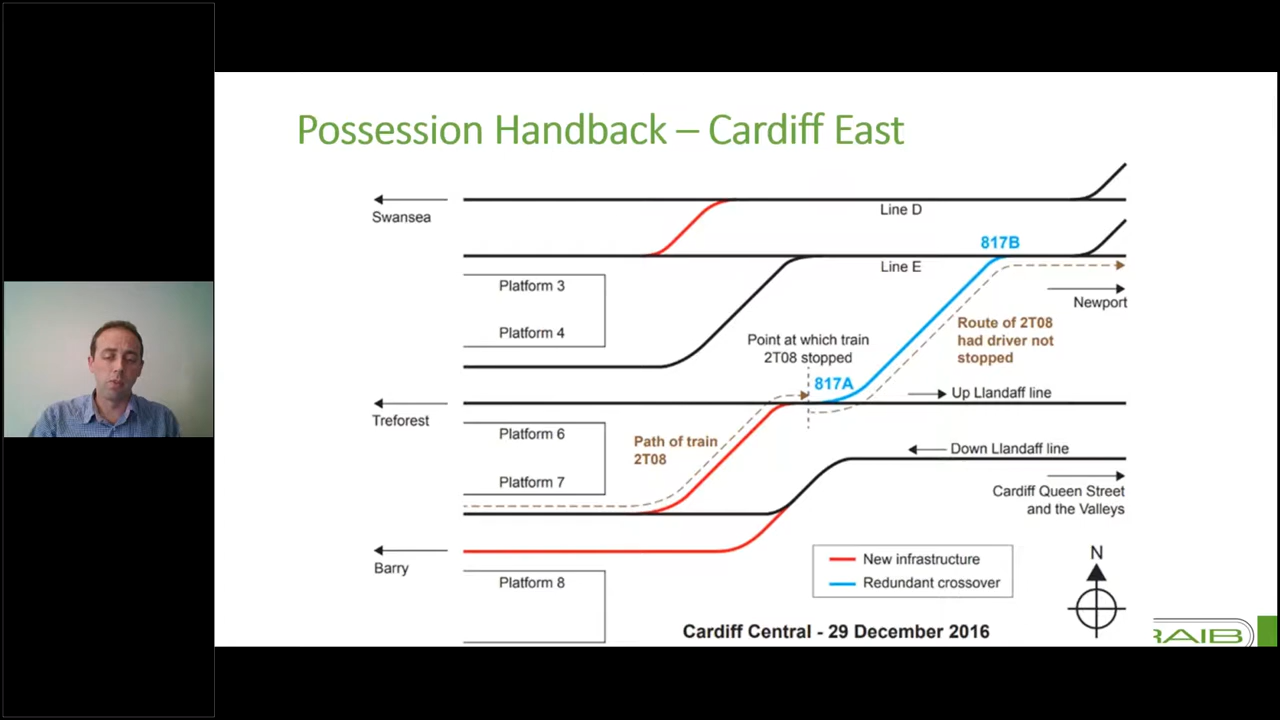 Possession Handback – Cardiff East
Swansea
Line D
817B
Line E
Platform 3
Newport
Platform 4
Point at which train
2T08 stopped
Route of 2T08
had driver not
stopped
817A
Up Llandaff line
Treforest
Platform 6
Path of train
2T08
Down Llandaff line
Platform 7
Cardiff Queen Street
and the Valleys
Barry
Platform 8
New infrastructure
Redundant crossover
N
Cardiff Central - 29 December 2016
RAIB